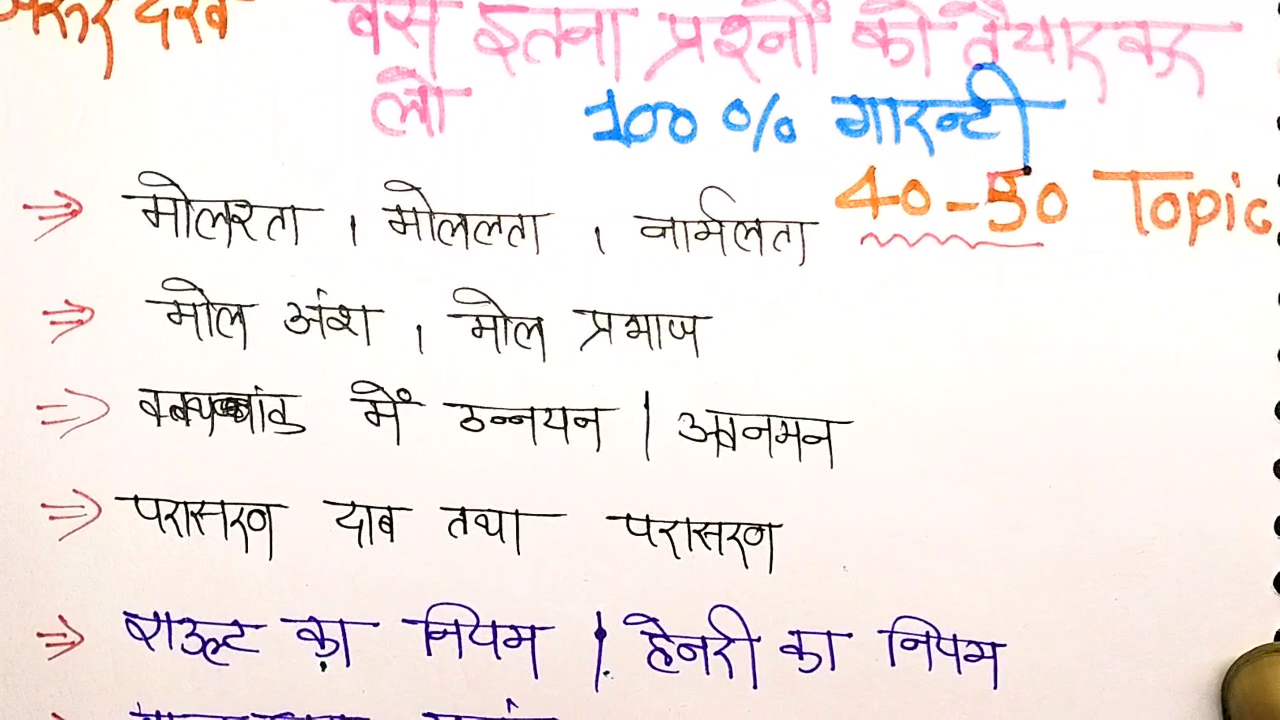 जरूर देखें बस इतना प्रश्नों को तैयार कर
लो 100 % गारन्टी
40-50 Topic
⇒ मोलरता , मोललता , नार्मलता
⇒ मोल अंश , मोल प्रभाज
⇒ में उन्नयन | अवनमन
⇒ परासरण दाब तथा परासरण
⇒ राउल्ट का नियम | हेनरी का नियम